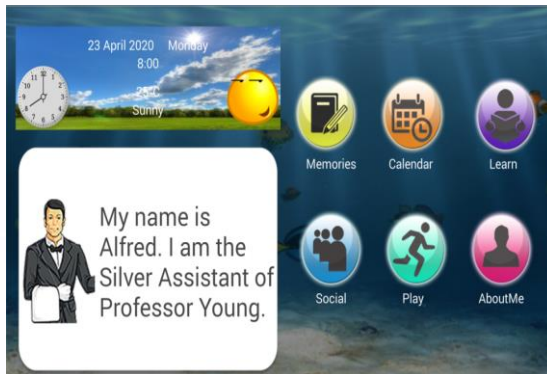 23 April 2020 Monday
8:00
25°C
Sunny
My name is
Alfred. I am the
Silver Assistant of
Professor Young.
Memories Calendar Learn
Social Play AboutMe